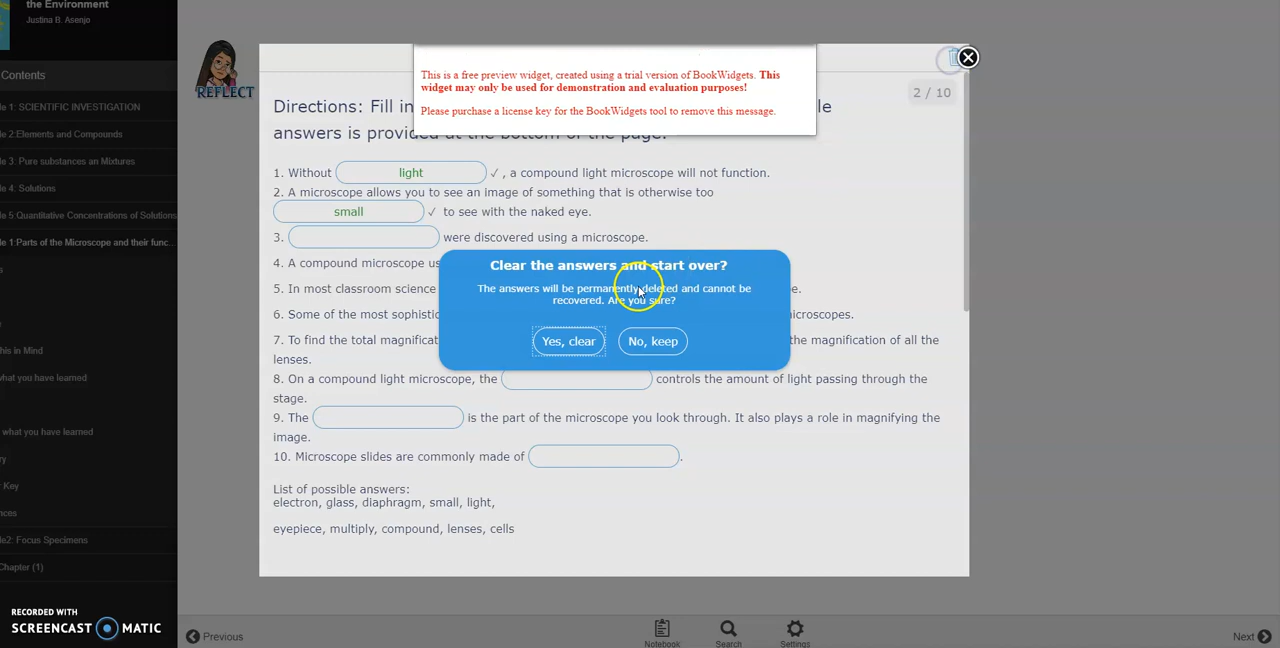 the Environment
Justina B. Asenjo
Contents
le 1: SCIENTIFIC INVESTIGATION
le 2:Elements and Compounds
le 3: Pure substances an Mixtures
le 4: Solutions
le 5:Quantitative Concentrations of Solutions
le 1:Parts of the Microscope and their func...
this in Mind
what you have learned
what you have learned
Key
le2: Focus Specimens
Chapter (1)
RECORDED WITH
SCREENCAST MATIC
REFLECT
This is a free preview widget, created using a trial version of BookWidgets. This
widget may only be used for demonstration and evaluation purposes!
Please purchase a license key for the BookWidgets tool to remove this message.
2 / 10
Directions: Fill in
answers is provided at the bottom of the page.
1. Without light ✓ , a compound light microscope will not function.
2. A microscope allows you to see an image of something that is otherwise too
small ✓ to see with the naked eye.
3. were discovered using a microscope.
4. A compound microscope
5. In most classroom science
6. Some of the most microscopes.
7. To find the total the magnification of all the
lenses.
8. On a compound light microscope, the controls the amount of light passing through the
stage.
9. The is the part of the microscope you look through. It also plays a role in magnifying the
image.
10. Microscope slides are commonly made of .
List of possible answers:
electron, glass, diaphragm, small, light,
eyepiece, multiply, compound, lenses, cells
Clear the answers and start over?
The answers will be permanently deleted and cannot be
recovered. Are you sure?
Yes, clear No, keep
Previous
Notebook Search Settings
Next